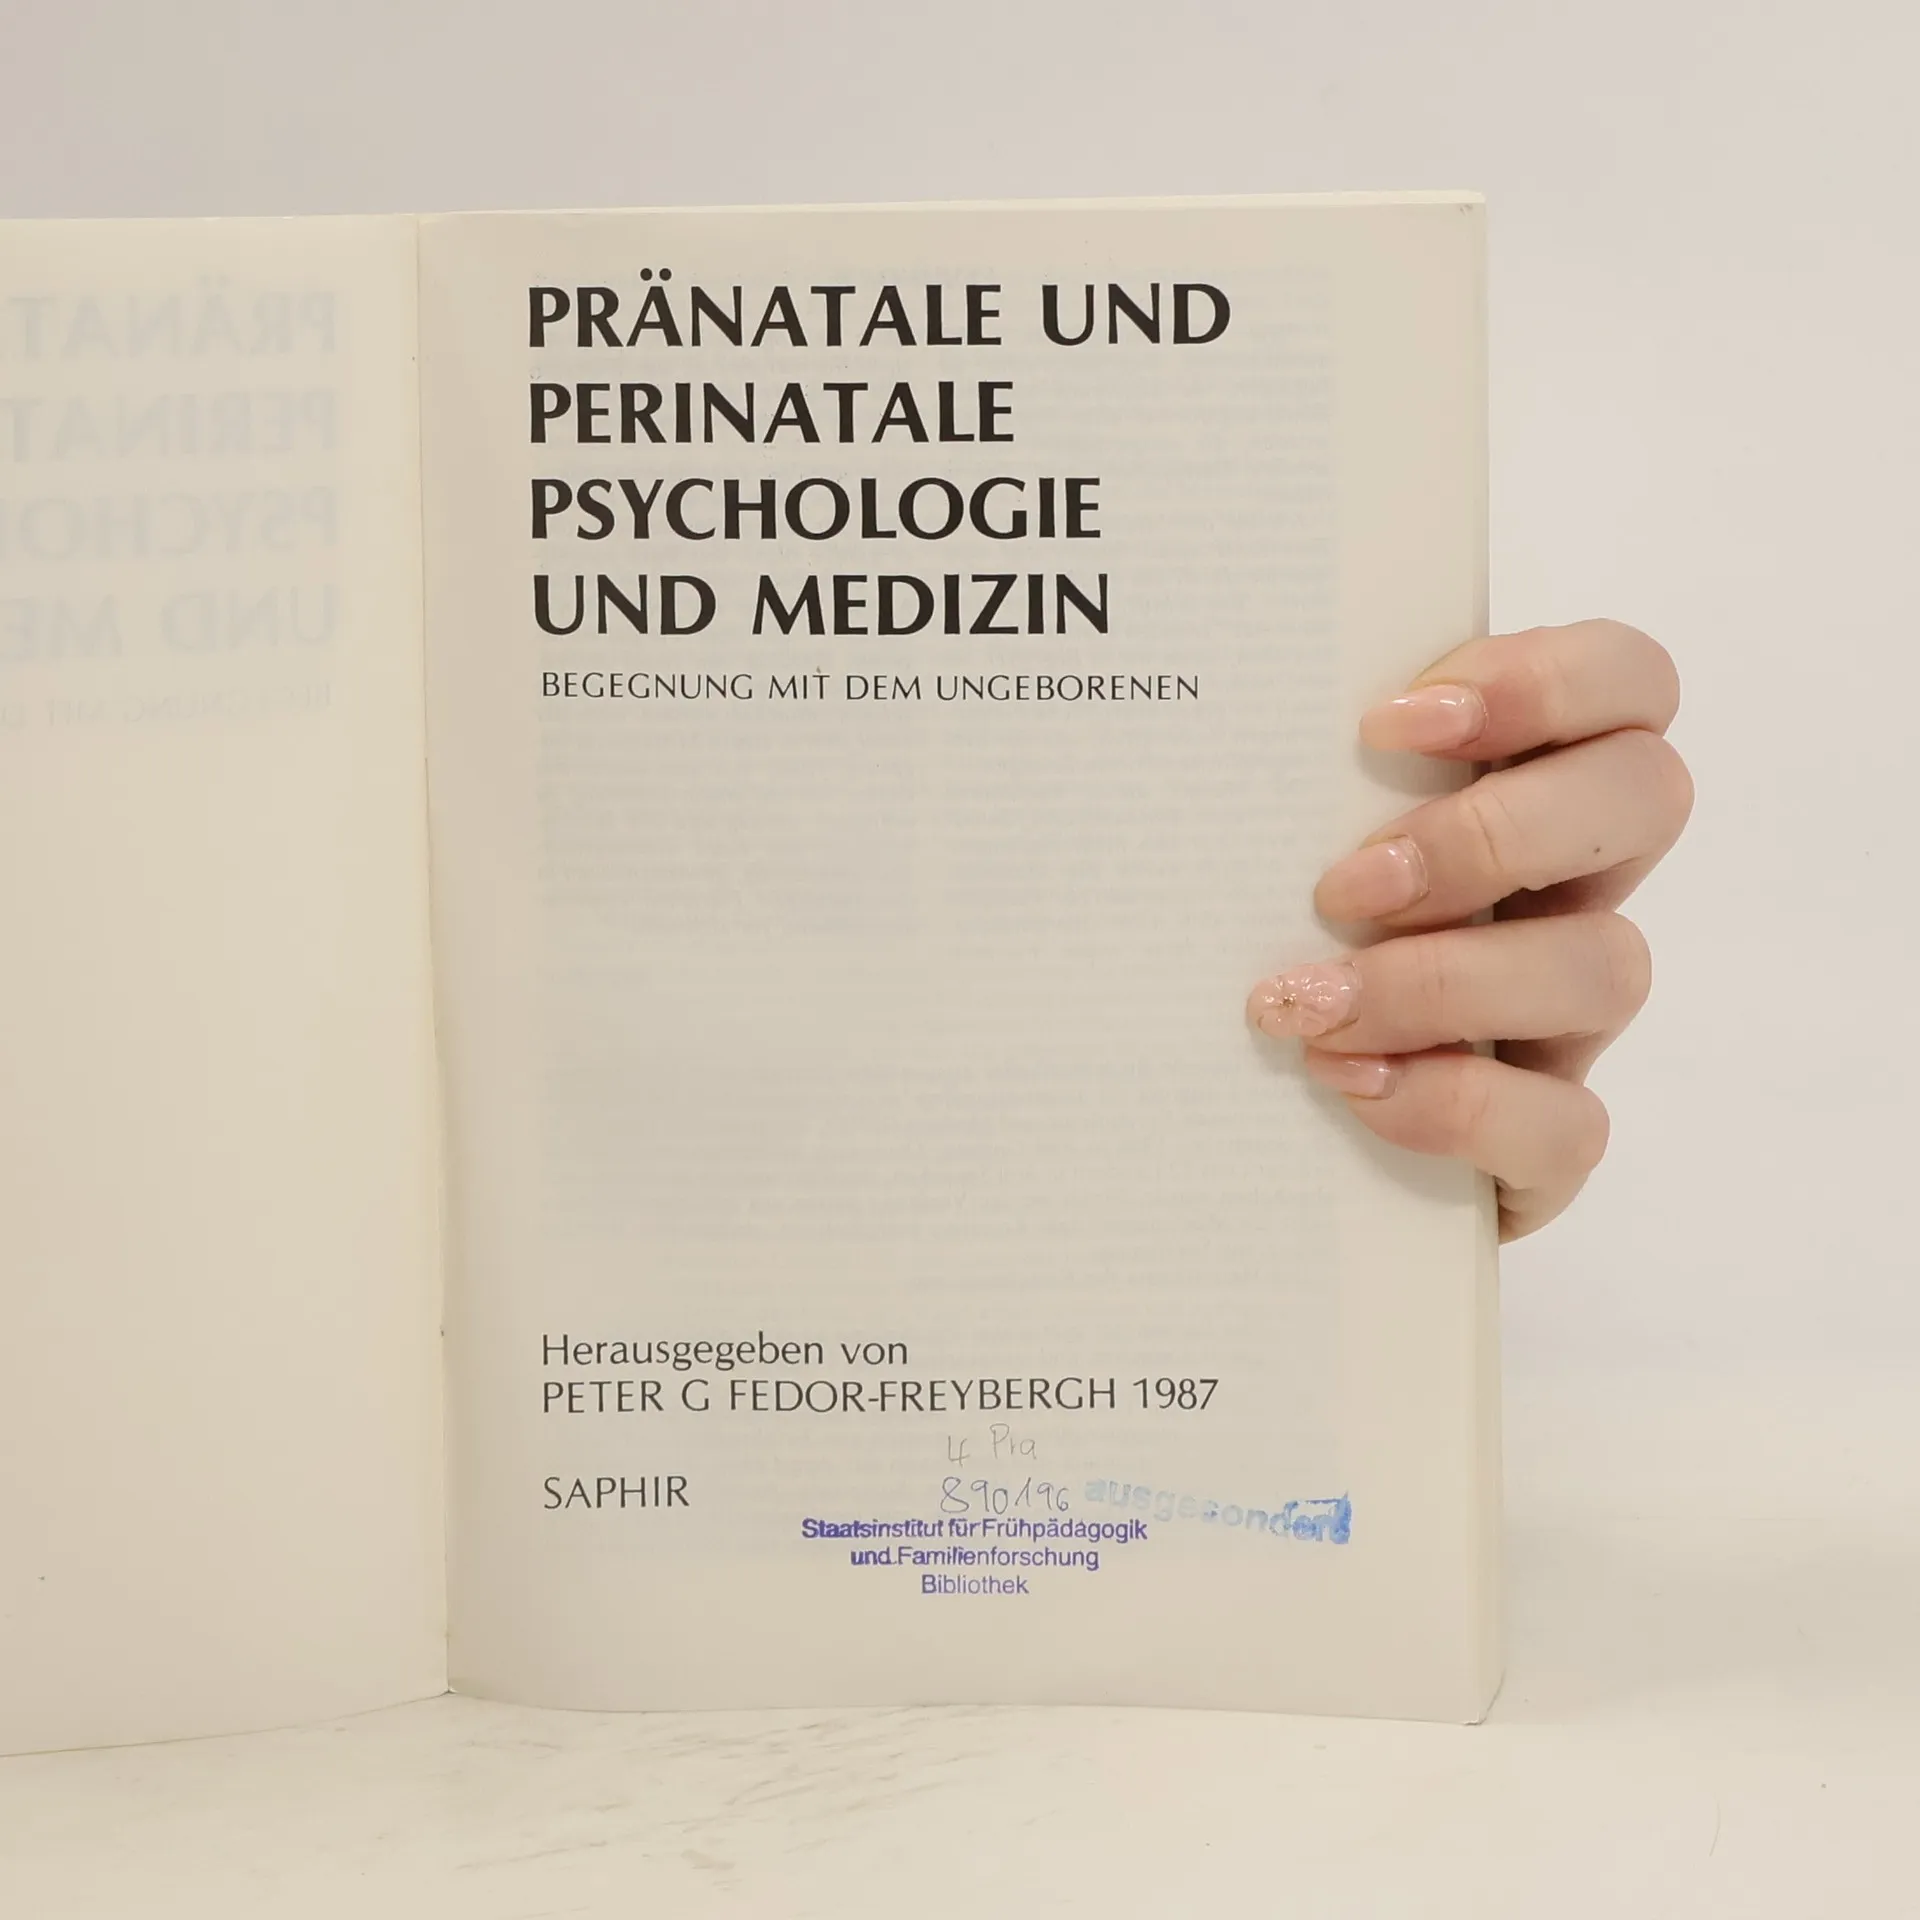 PRÄNATALE UND
PERINATALE
PSYCHOLOGIE
UND MEDIZIN
BEGEGNUNG MIT DEM UNGEBORENEN
Herausgegeben von
PETER G FEDOR-FREYBERGH 1987
4 Pra
SAPHIR
890196 ausgesondert
Staatsinstitut für Frühpädagogik
und Familienforschung
Bibliothek